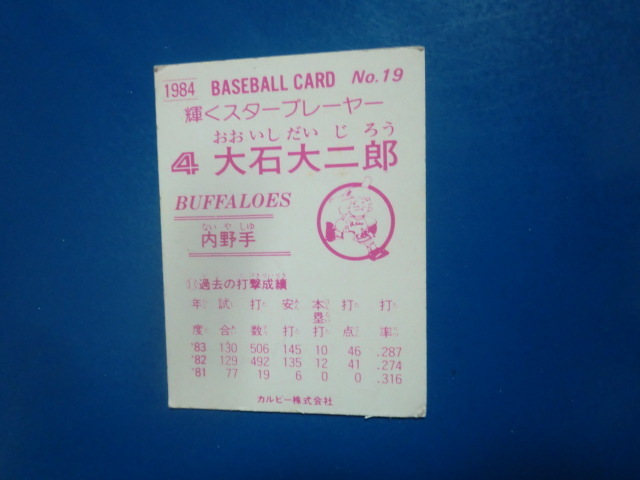 1984 BASEBALL CARD No.19
輝くスタープレーヤー
おおいしだいじろう
4 大石大二郎
BUFFALOES
ないやしゅ
内野手
過去の打撃成績
年 試 打 安 本塁 打 打
度 合 数 打 打 点 率
'83 130 506 145 10 46 .287
'82 129 492 135 12 41 .274
'81 77 19 6 0 0 .316
カルビー株式会社